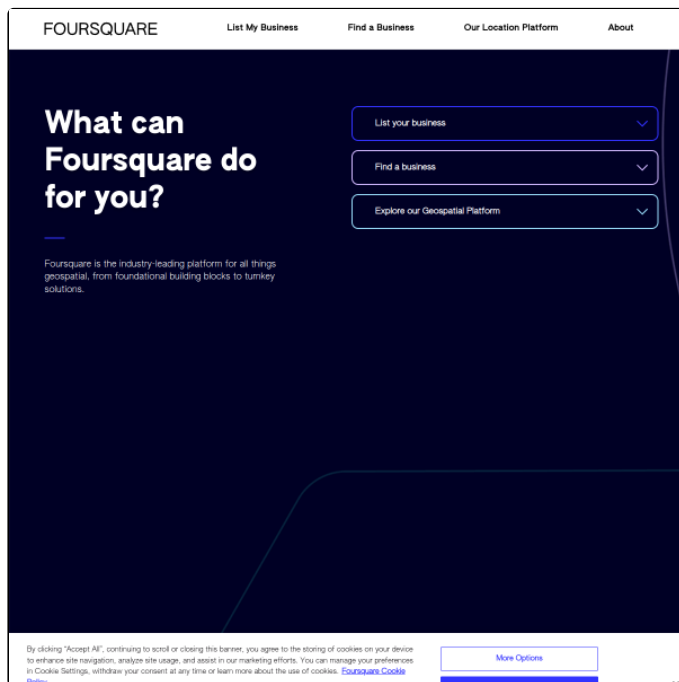 FOURSQUARE
List My Business
Find a Business
Our Location Platform
About
What can
Foursquare do
for you?
Foursquare is the industry-leading platform for all things
geospatial, from foundational building blocks to turnkey
solutions.
List your business
Find a business
Explore our Geospatial Platform
By clicking “Accept All”, continuing to scroll or closing this banner, you agree to the storing of cookies on your device
to enhance site navigation, analyze site usage, and assist in our marketing efforts. You can manage your preferences
in Cookie Settings, withdraw your consent at any time or learn more about the use of cookies. Foursquare Cookie
More Options